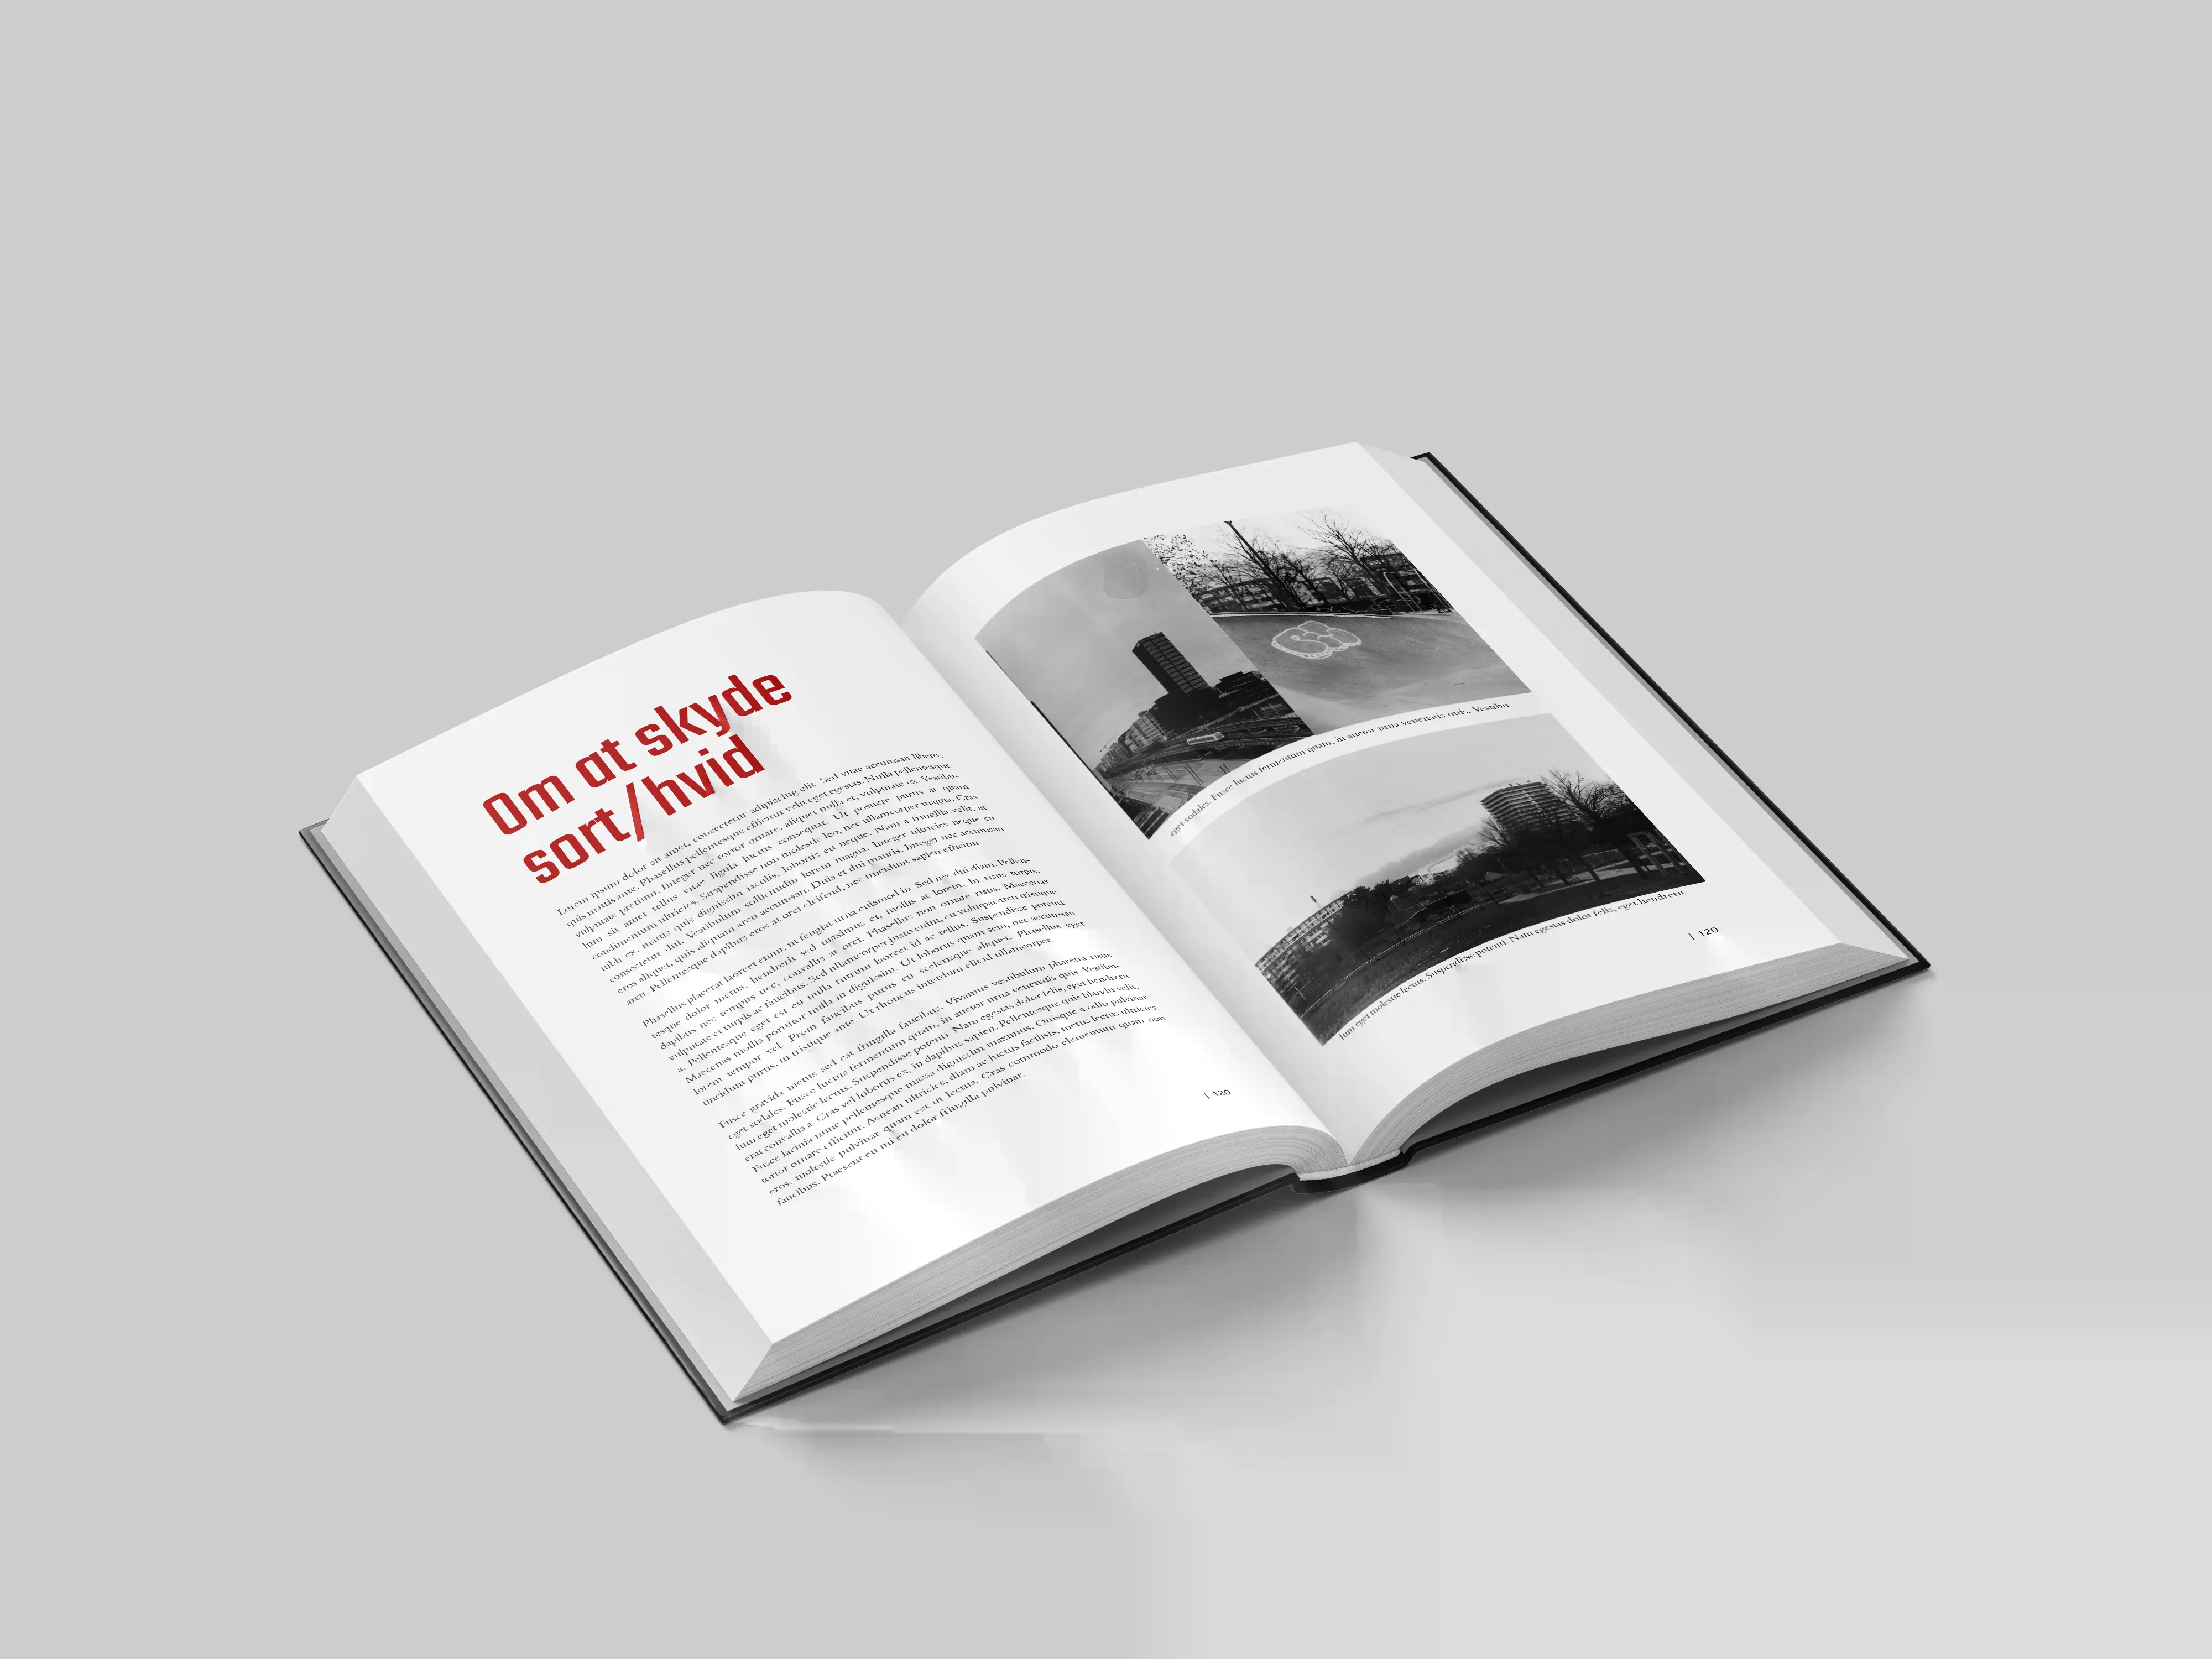 Om at skyde
sort/hvid
Lorem ipsum dolor sit amet, consectetur adipiscing elit. Sed vitae accumsan libero,
quis mattis ante. Phasellus pellentesque efficitur velit eget egestas. Nulla pellentesque
vulputate pretium. Integer nec tortor ornare, aliquet nulla et, vulputate ex. Vestibu-
lum sit amet tellus vitae ligula luctus consequat. Ut posuere purus at quam
condimentum ultricies. Suspendisse non molestie leo, nec ullamcorper magna. Cras
nibh ex, mattis quis dignissim iaculis, lobortis eu neque. Nam a fringilla velit, at
consectetur dui. Vestibulum sollicitudin lorem magna. Integer ultricies neque eu
eros aliquet, quis aliquam arcu accumsan. Duis et dui mauris. Integer nec accumsan
arcu. Pellentesque dapibus eros at orci eleifend, nec tincidunt sapien efficitur.
Phasellus placerat laoreet enim, ut feugiat urna euismod in. Sed nec dui diam. Pellen-
tesque dolor metus, hendrerit sed maximus et, mollis at lorem. In risus turpis,
dapibus nec tempus nec, convallis at orci. Phasellus non ornare risus. Maecenas
vulputate et turpis ac faucibus. Sed ullamcorper justo enim, eu volutpat arcu tristique
a. Pellentesque eget est eu nulla rutrum laoreet id ac tellus. Suspendisse potenti.
Maecenas mollis portitor nulla in dignissim. Ut lobortis quam sem, nec accumsan
lorem tempor vel. Proin faucibus purus eu scelerisque aliquet. Phasellus eget
tincidunt purus, in tristique ante. Ut rhoncus interdum elit id ullamcorper.
Fusce gravida metus sed est fringilla faucibus. Vivamus vestibulum pharetra risus
eget sodales. Fusce luctus fermentum quam, in auctor urna venenatis quis. Vestibu-
lum eget molestie lectus. Suspendisse potenti. Nam egestas dolor felis, eget hendrerit
erat convallis a. Cras vel lobortis ex, in dapibus sapien. Pellentesque quis blandit velit.
Fusce lacinia nunc pellentesque massa dignissim maximus. Quisque a odio pulvinar
tortor ornare efficitur. Aenean ultricies, diam ac luctus facilisis, metus lectus ultricies
eros, molestie pulvinar quam est ut lectus. Cras commodo elementum quam non
faucibus. Praesent eu mi eu dolor fringilla pulvinar.
| 120
eget sodales. Fusce luctus fermentum quam, in auctor urna venenatis quis. Vestibu-
lum eget molestie lectus. Suspendisse potenti. Nam egestas dolor felis, eget hendrerit
| 120